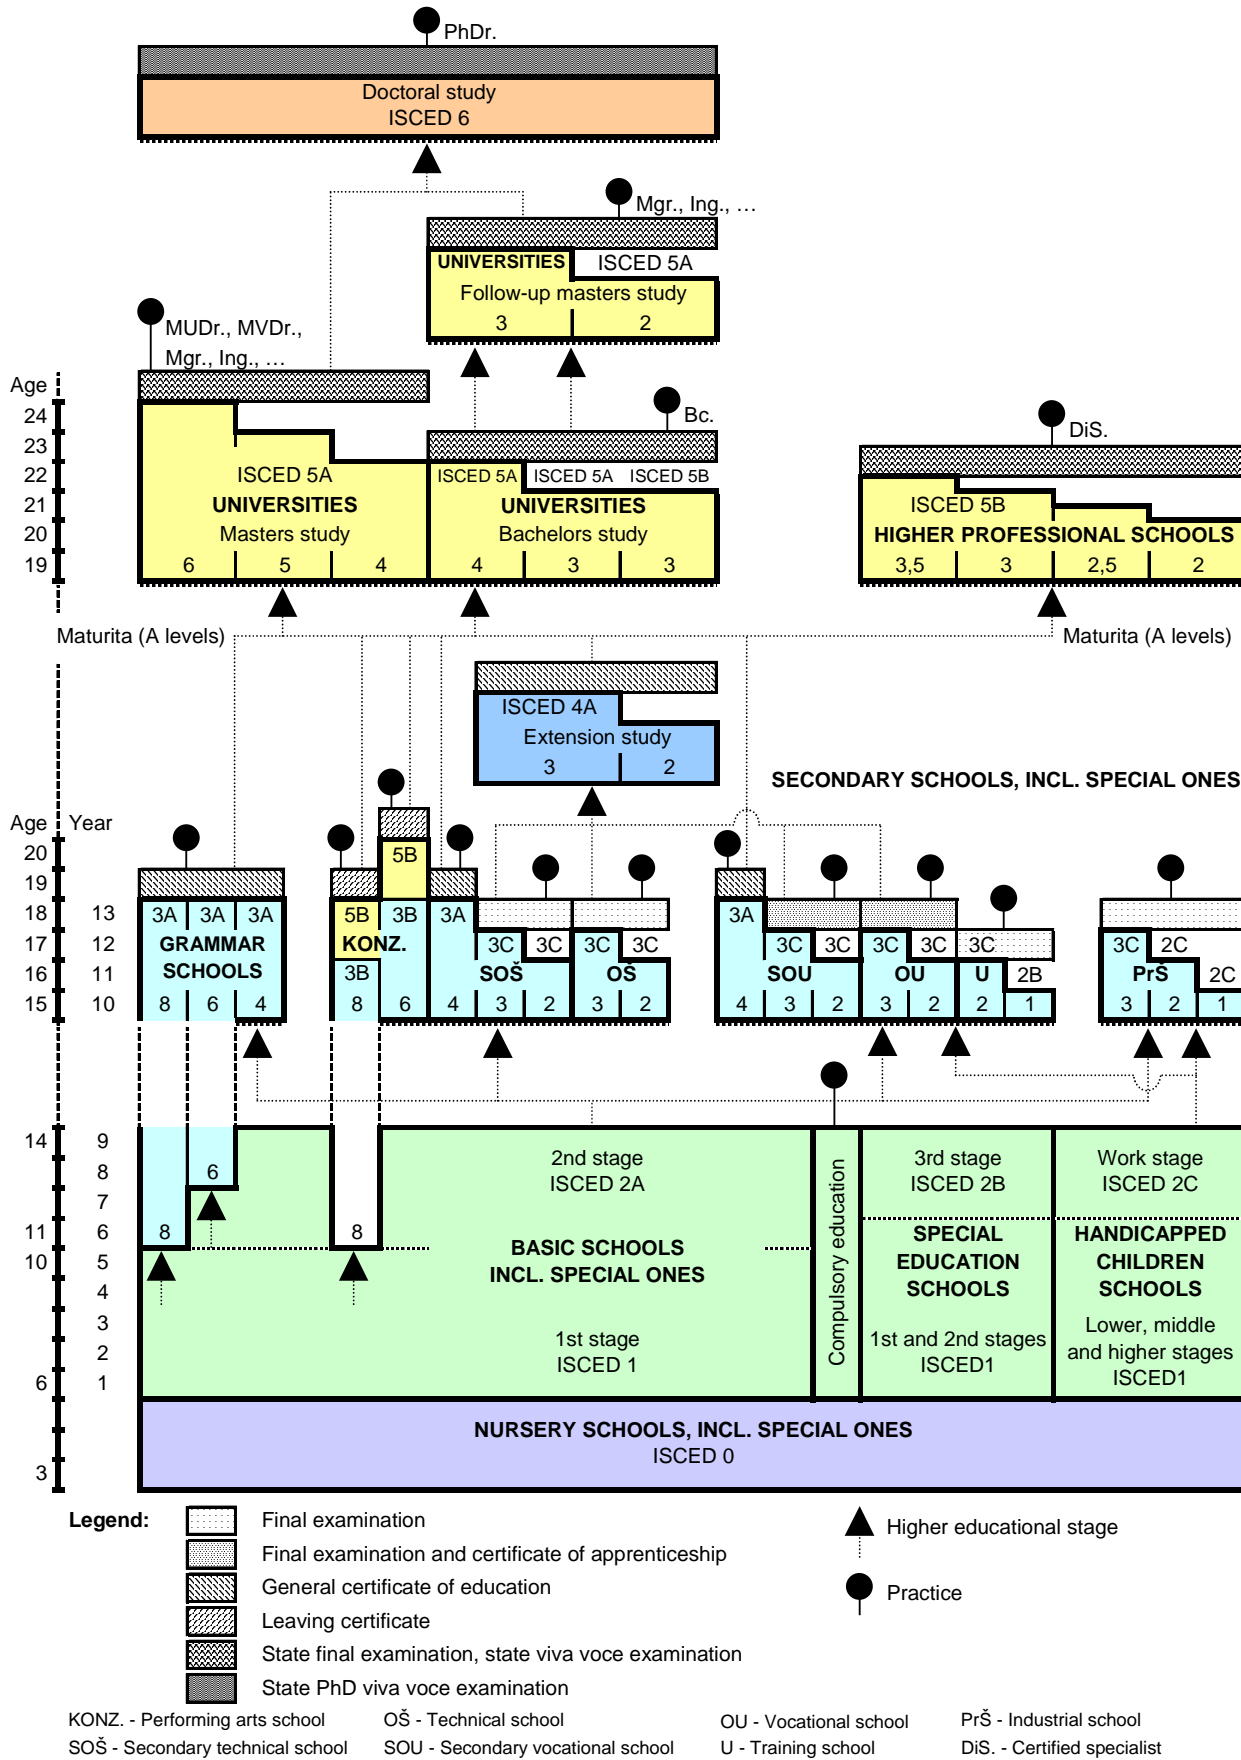 PhDr.
Doctoral study
ISCED 6
Mgr., Ing., …
UNIVERSITIES ISCED 5A
Follow-up masters study
3 2
MUDr., MVDr.,
Mgr., Ing., …
Age
24
23
22
21
20
19
Bc.
DiS.
ISCED 5A
UNIVERSITIES
Masters study
6 5 4
ISCED 5A ISCED 5A ISCED 5B
UNIVERSITIES
Bachelors study
4 3 3
ISCED 5B
HIGHER PROFESSIONAL SCHOOLS
3,5 3 2,5 2
Maturita (A levels)
Maturita (A levels)
ISCED 4A
Extension study
3 2
SECONDARY SCHOOLS, INCL. SPECIAL ONES
Age Year
20
19
18 13
17 12
16 11
15 10
3A 3A 3A
GRAMMAR
SCHOOLS
8 6 4
5B
5B 3B 3A
KONZ.
3B
8 6
3C 3C
SOŠ
4 3 2
3C 3C
OŠ
3 2
3A
3C 3C
SOU
4 3 2
3C 3C
OU
3 2
3C
U 2B
2 1
3C 2C
PrŠ 2C
3 2 1
14 9
8
7
11 6
10 5
4
3
2
6 1
3
6
8
8
2nd stage
ISCED 2A
BASIC SCHOOLS
INCL. SPECIAL ONES
1st stage
ISCED 1
Compulsory education
3rd stage
ISCED 2B
SPECIAL
EDUCATION
SCHOOLS
1st and 2nd stages
ISCED1
Work stage
ISCED 2C
HANDICAPPED
CHILDREN
SCHOOLS
Lower, middle
and higher stages
ISCED1
NURSERY SCHOOLS, INCL. SPECIAL ONES
ISCED 0
Legend:
Final examination
Final examination and certificate of apprenticeship
General certificate of education
Leaving certificate
State final examination, state viva voce examination
State PhD viva voce examination
Higher educational stage
Practice
KONZ. - Performing arts school OŠ - Technical school OU - Vocational school PrŠ - Industrial school
SOŠ - Secondary technical school SOU - Secondary vocational school U - Training school DiS. - Certified specialist